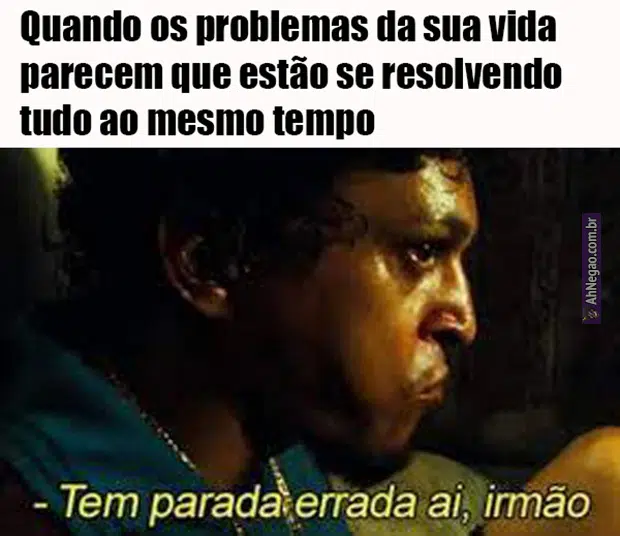 Quando os problemas da sua vida
parecem que estão se resolvendo
tudo ao mesmo tempo
AhNegao.com.br
- Tem parada errada ai, irmão